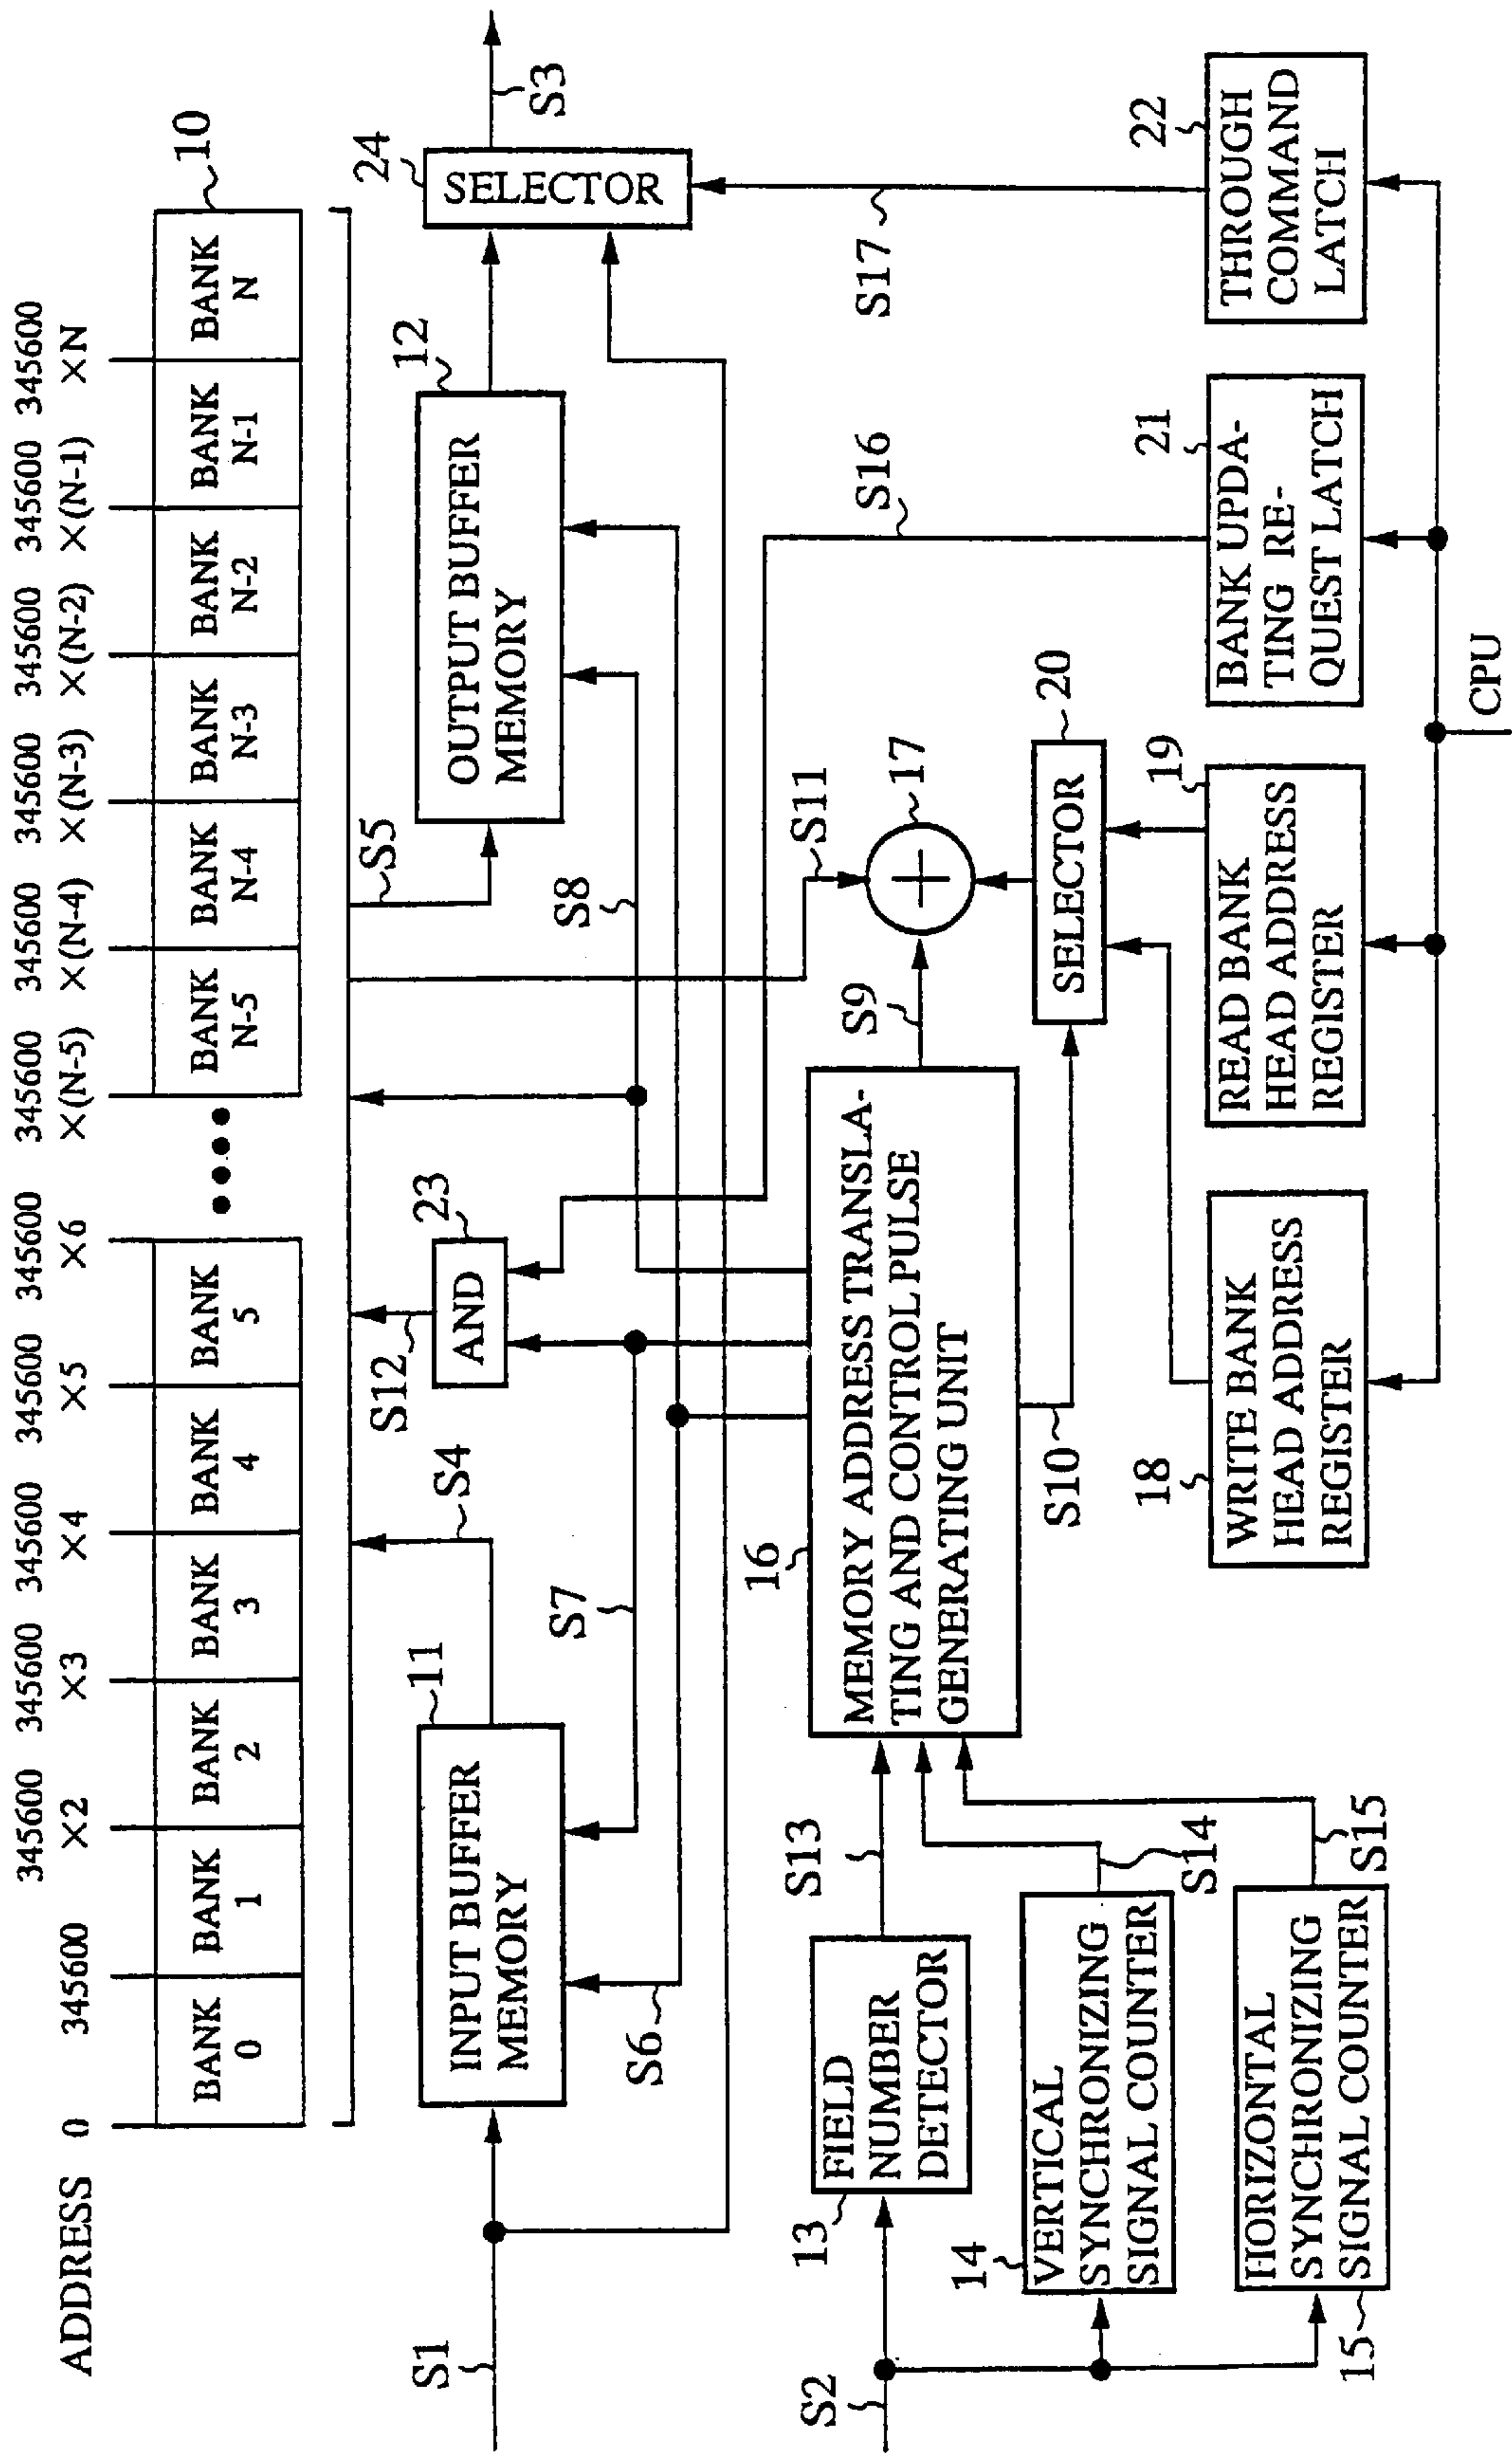 ADDRESS
0
345600
345600
×2
345600
×3
345600
×4
345600
×5
345600
×6
345600
×(N-5)
345600
×(N-4)
345600
×(N-3)
345600
×(N-2)
345600
×(N-1)
345600
×N
BANK
0
BANK
1
BANK
2
BANK
3
BANK
4
BANK
5
BANK
N-5
BANK
N-4
BANK
N-3
BANK
N-2
BANK
N-1
BANK
N
10
S1
INPUT BUFFER
MEMORY
11
S4
S12
AND
23
S5
OUTPUT BUFFER
MEMORY
12
SELECTOR
24
S3
S6
S7
S8
S2
13
FIELD
NUMBER
DETECTOR
S13
14
VERTICAL
SYNCHRONIZING
SIGNAL COUNTER
S14
15
HORIZONTAL
SYNCHRONIZING
SIGNAL COUNTER
S15
16
MEMORY ADDRESS TRANSLA-
TING AND CONTROL PULSE
GENERATING UNIT
S9
S10
S11
17
SELECTOR
20
S16
S17
18
WRITE BANK
HEAD ADDRESS
REGISTER
READ BANK
HEAD ADDRESS
REGISTER
19
BANK UPDA-
TING RE-
QUEST LATCH
21
THROUGH
COMMAND
LATCH
22
CPU